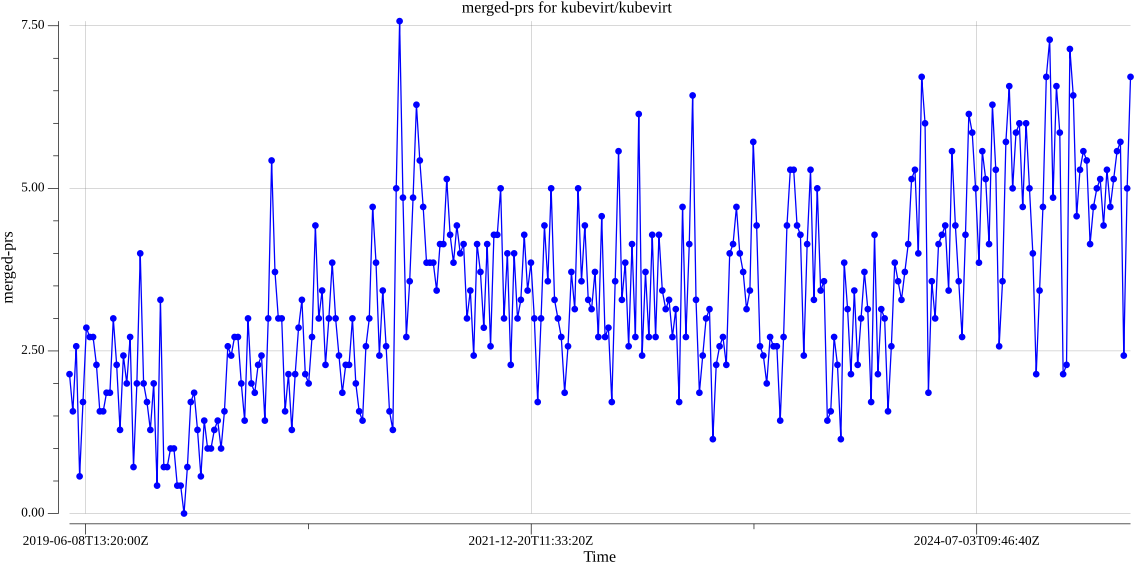 merged-prs for kubevirt/kubevirt
7.50
5.00
2.50
0.00
merged-prs
2019-06-08T13:20:00Z
2021-12-20T11:33:20Z
2024-07-03T09:46:40Z
Time